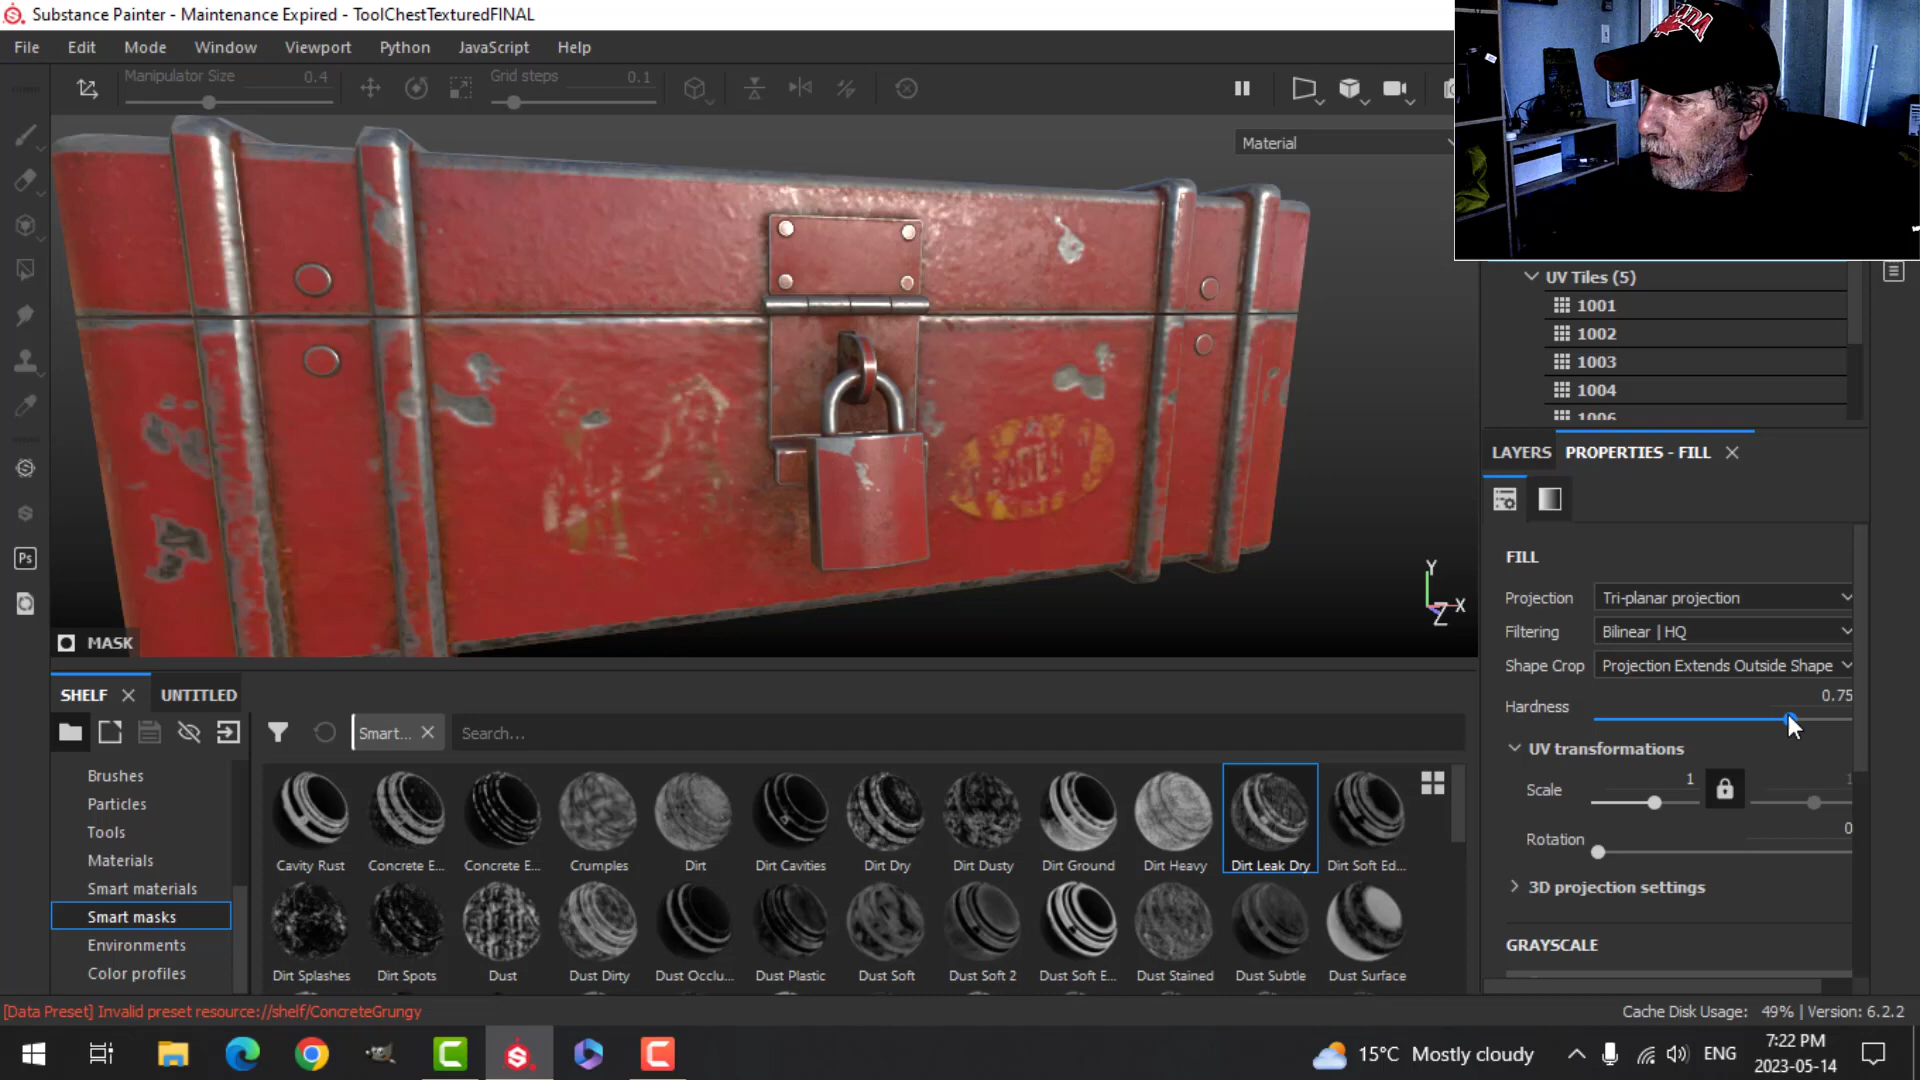 Substance Painter - Maintenance Expired - ToolChestTexturedFINAL
File Edit Mode Window Viewport Python JavaScript Help
Manipulator Size 0.4 Grid steps 0.1
Material
UV Tiles (5)
1001
1002
1003
1004
1006
LAYERS PROPERTIES - FILL
FILL
Projection Tri-planar projection
Filtering Bilinear | HQ
Shape Crop Projection Extends Outside Shape
Hardness 0.75
UV transformations
Scale 1 1
Rotation 0
3D projection settings
GRAYSCALE
Y
X
Z
MASK
Ps
SHELF UNTITLED
Smart... Search...
Brushes
Particles
Tools
Materials
Smart materials
Smart masks
Environments
Color profiles
Cavity Rust Concrete E... Concrete E... Crumples Dirt Dirt Cavities Dirt Dry Dirt Dusty Dirt Ground Dirt Heavy Dirt Leak Dry Dirt Soft Ed...
Dirt Splashes Dirt Spots Dust Dust Dirty Dust Occlu... Dust Plastic Dust Soft Dust Soft 2 Dust Soft E... Dust Stained Dust Subtle Dust Surface
[Data Preset] Invalid preset resource://shelf/ConcreteGrungy
Cache Disk Usage: 49% | Version: 6.2.2
15°C Mostly cloudy
ENG
7:22 PM
2023-05-14